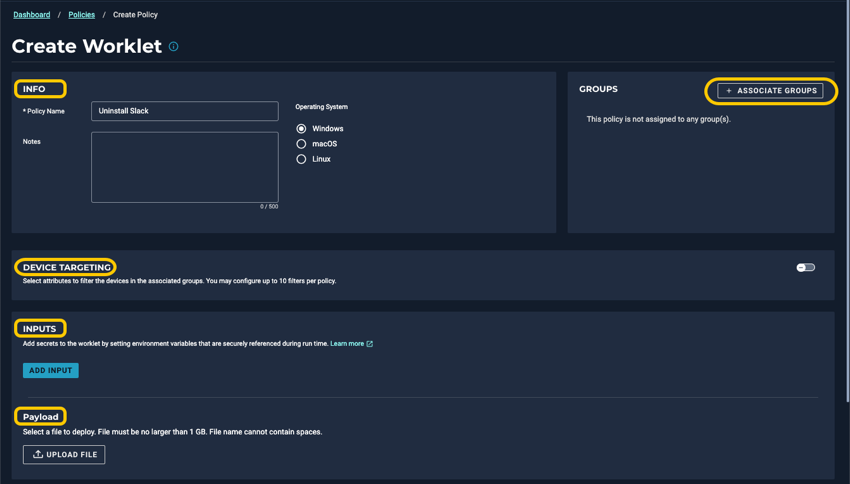 Dashboard / Policies / Create Policy
Create Worklet
INFO
* Policy Name
Uninstall Slack
Notes
0 / 500
Operating System
Windows
macOS
Linux
GROUPS
+ ASSOCIATE GROUPS
This policy is not assigned to any group(s).
DEVICE TARGETING
Select attributes to filter the devices in the associated groups. You may configure up to 10 filters per policy.
INPUTS
Add secrets to the worklet by setting environment variables that are securely referenced during run time. Learn more
ADD INPUT
Payload
Select a file to deploy. File must be no larger than 1 GB. File name cannot contain spaces.
UPLOAD FILE